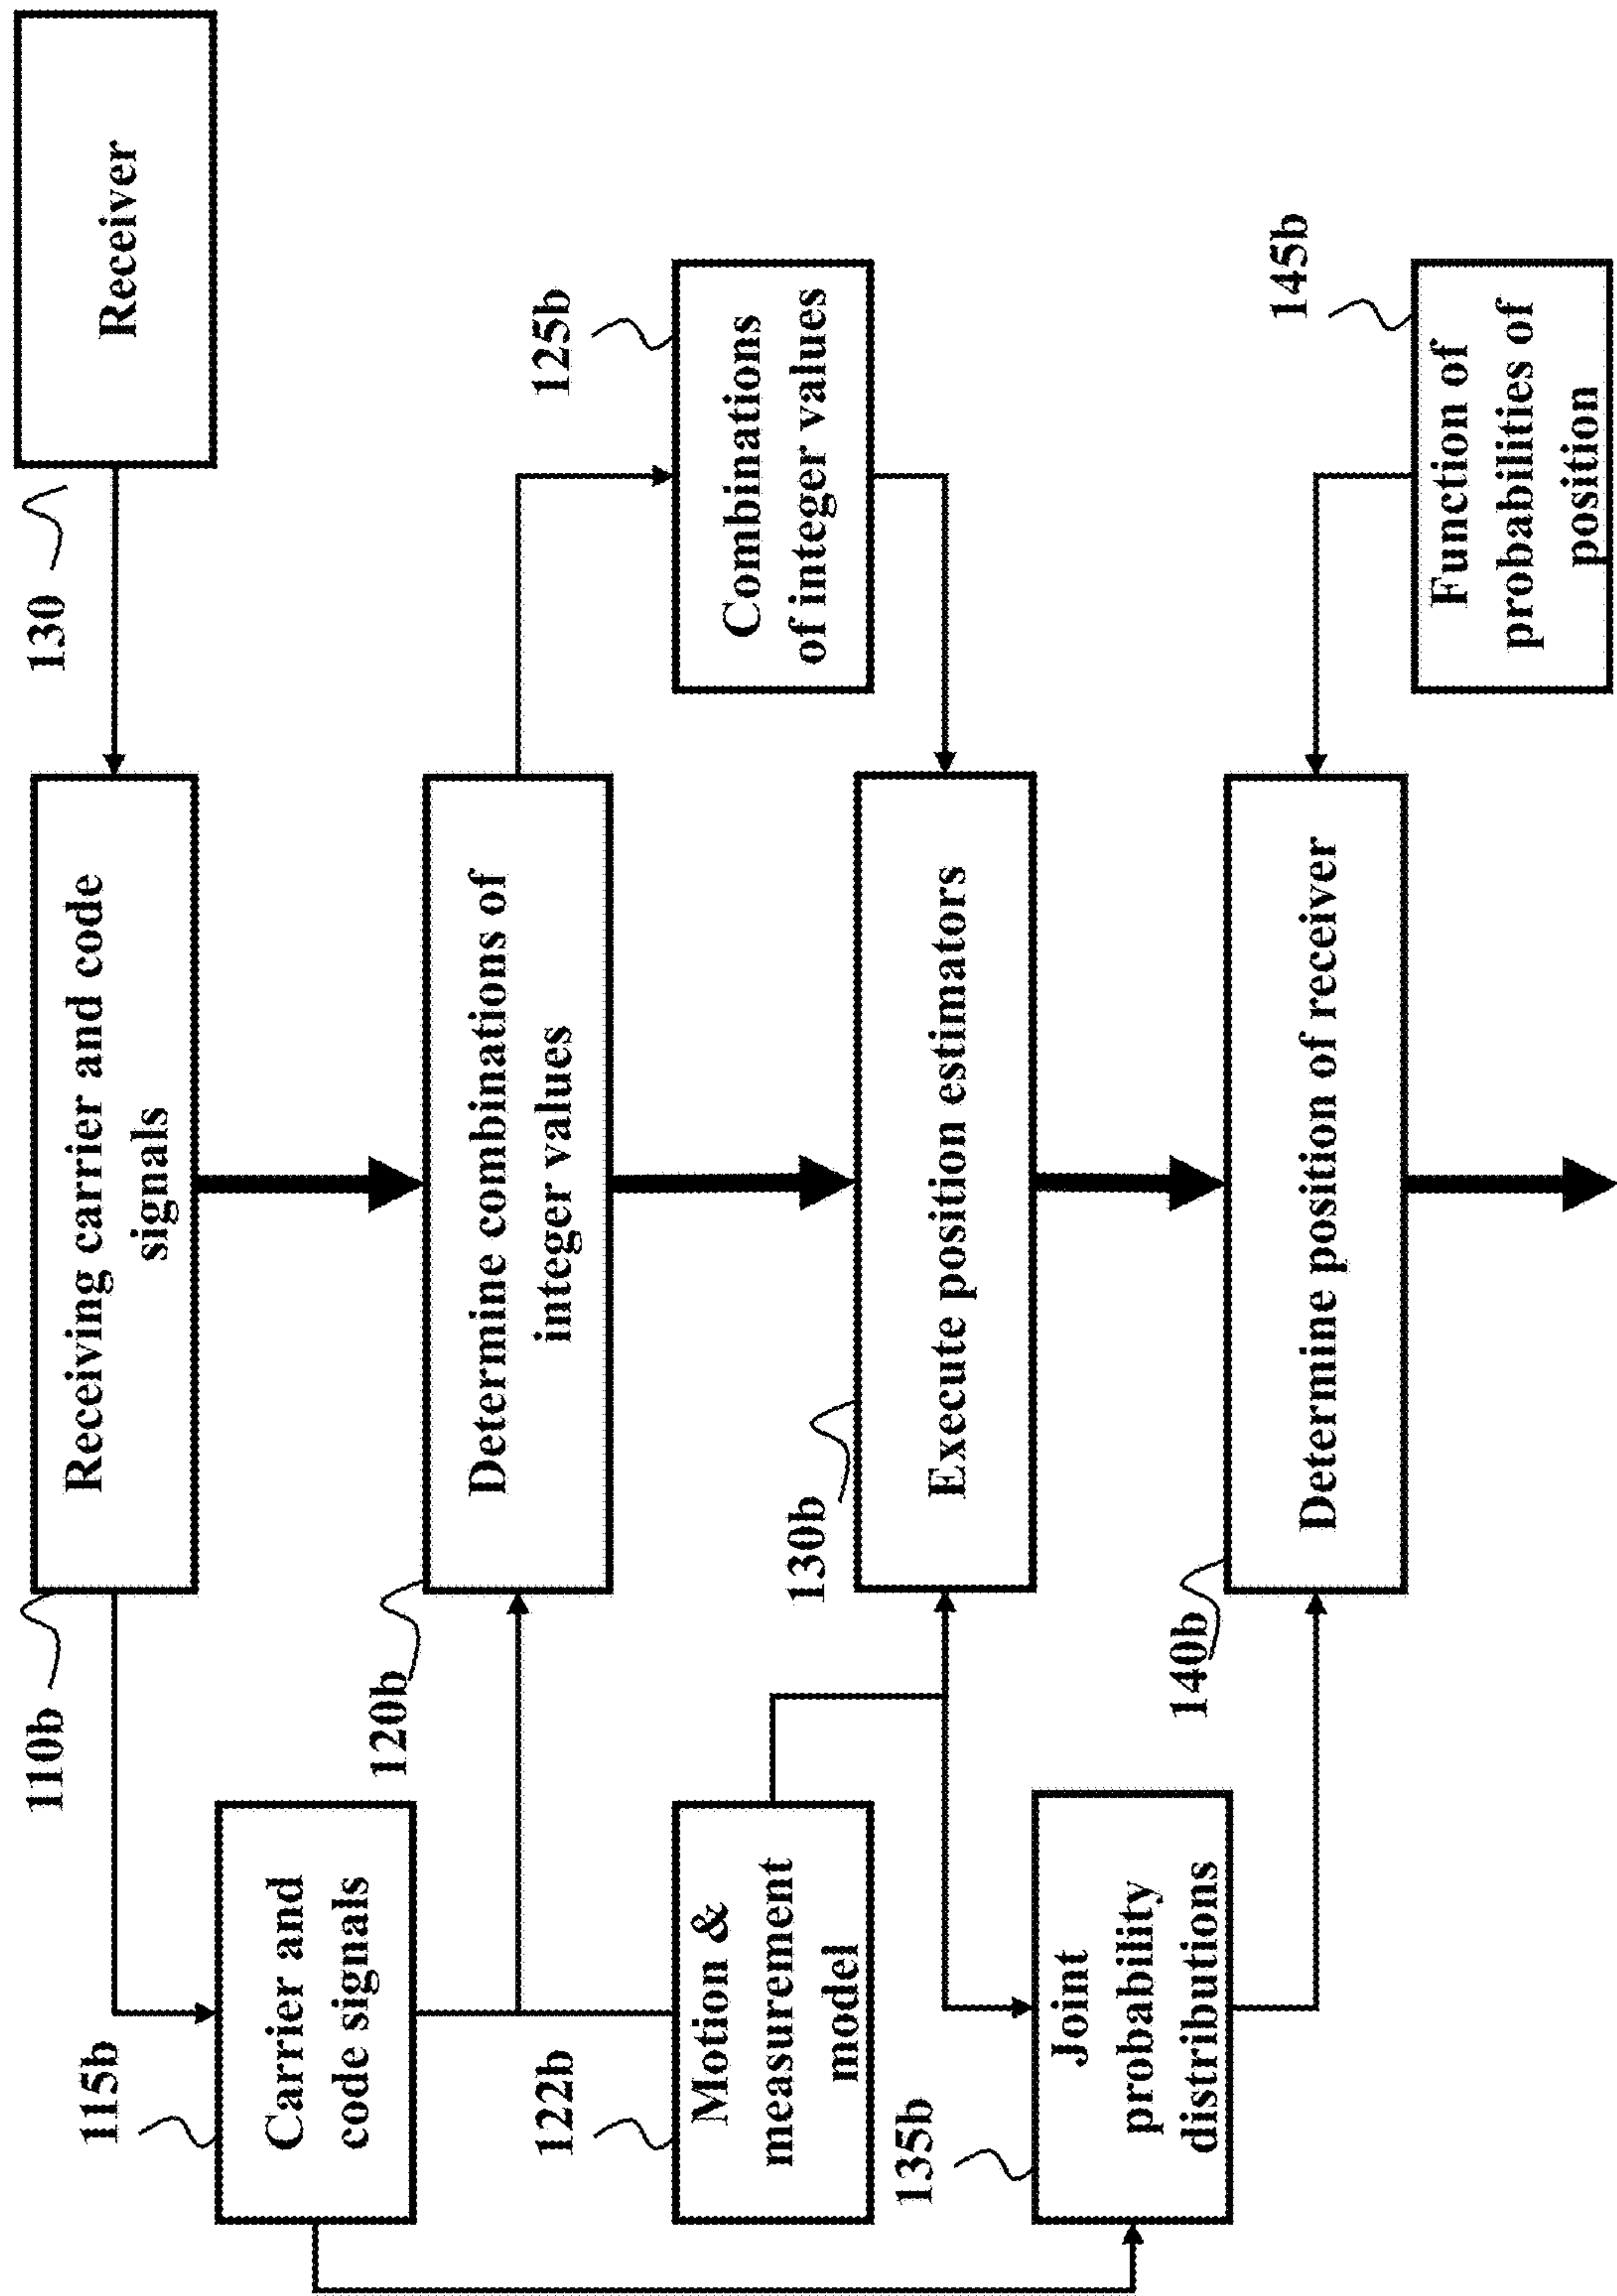 Receiver
130
Receiving carrier and code
signals
110b
115b
Carrier and
code signals
Determine combinations of
integer values
120b
125b
Combinations
of integer values
122b
Motion &
measurement
model
Execute position estimators
130b
135b
Joint
probability
distributions
Determine position of receiver
140b
145b
Function of
probabilities of
position